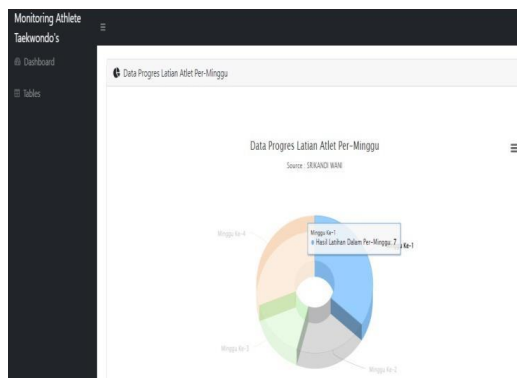 Monitoring Athlete
Taekwondo's
Dashboard
Tables
Data Progres Latian Atlet Per-Minggu
Data Progres Latian Atlet Per-Minggu
Source : SRIKANDI WANI
Minggu Ke-4
Minggu Ke-1
Hasil Latihan Dalam Per-Minggu: 7
u Ke-1
Minggu Ke-3
Minggu Ke-2